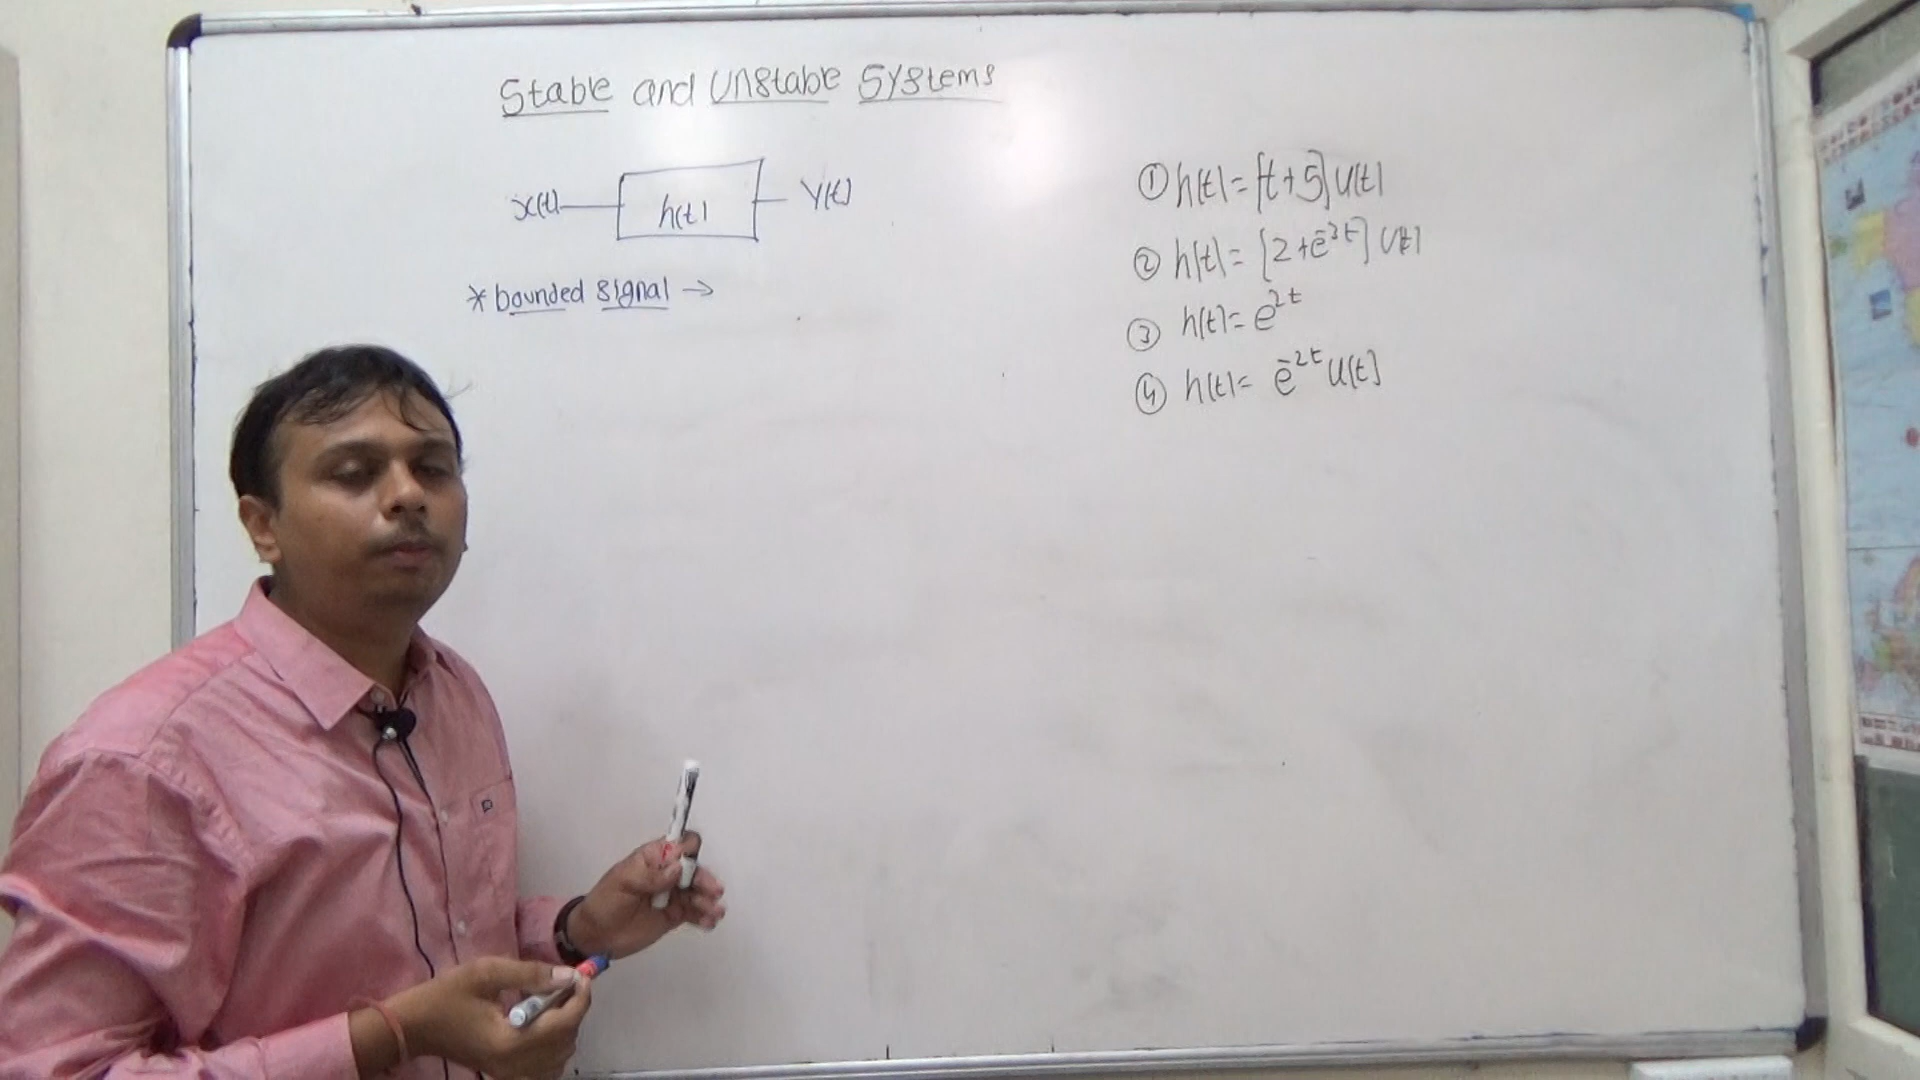 Stable and Unstable Systems
x(t) h(t) y(t)
* bounded signal →
① h(t) = [t+5] u(t)
② h(t) = [2+e^-3t] u(t)
③ h(t) = e^2t
④ h(t) = e^-2t u(t)